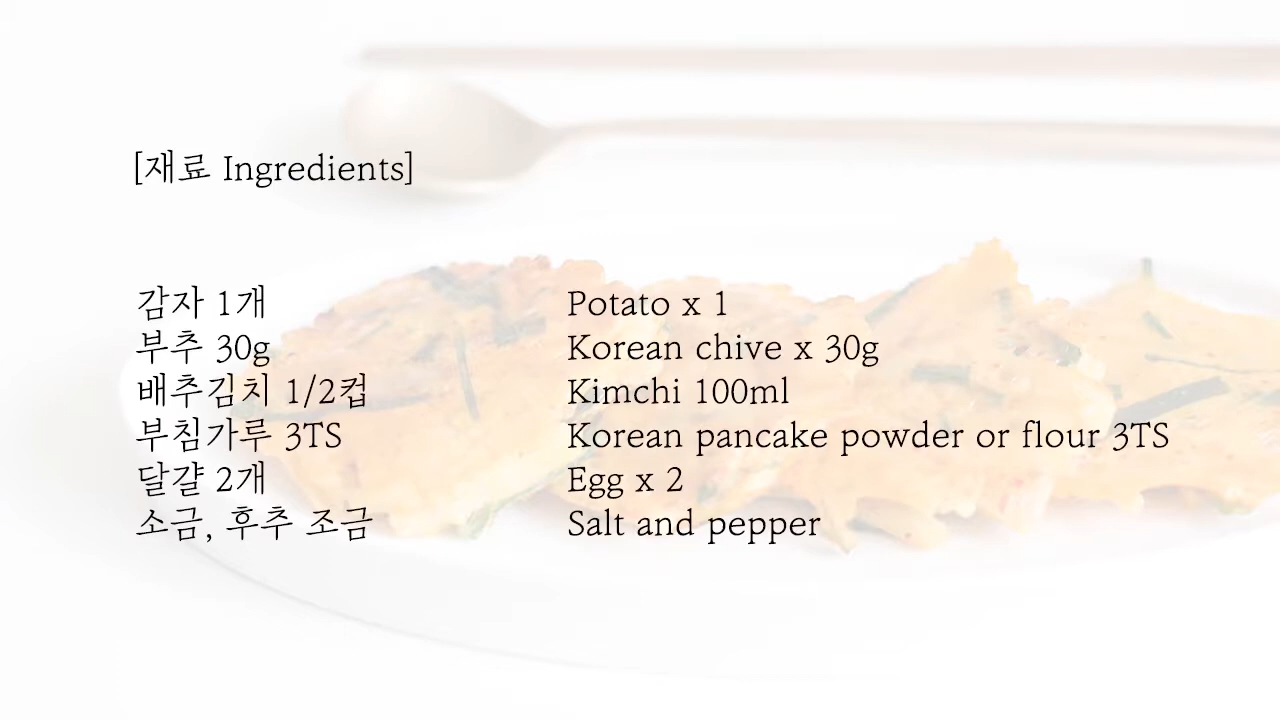 [재료 Ingredients]
감자 1개 Potato x 1
부추 30g Korean chive x 30g
배추김치 1/2컵 Kimchi 100ml
부침가루 3TS Korean pancake powder or flour 3TS
달걀 2개 Egg x 2
소금, 후추 조금 Salt and pepper